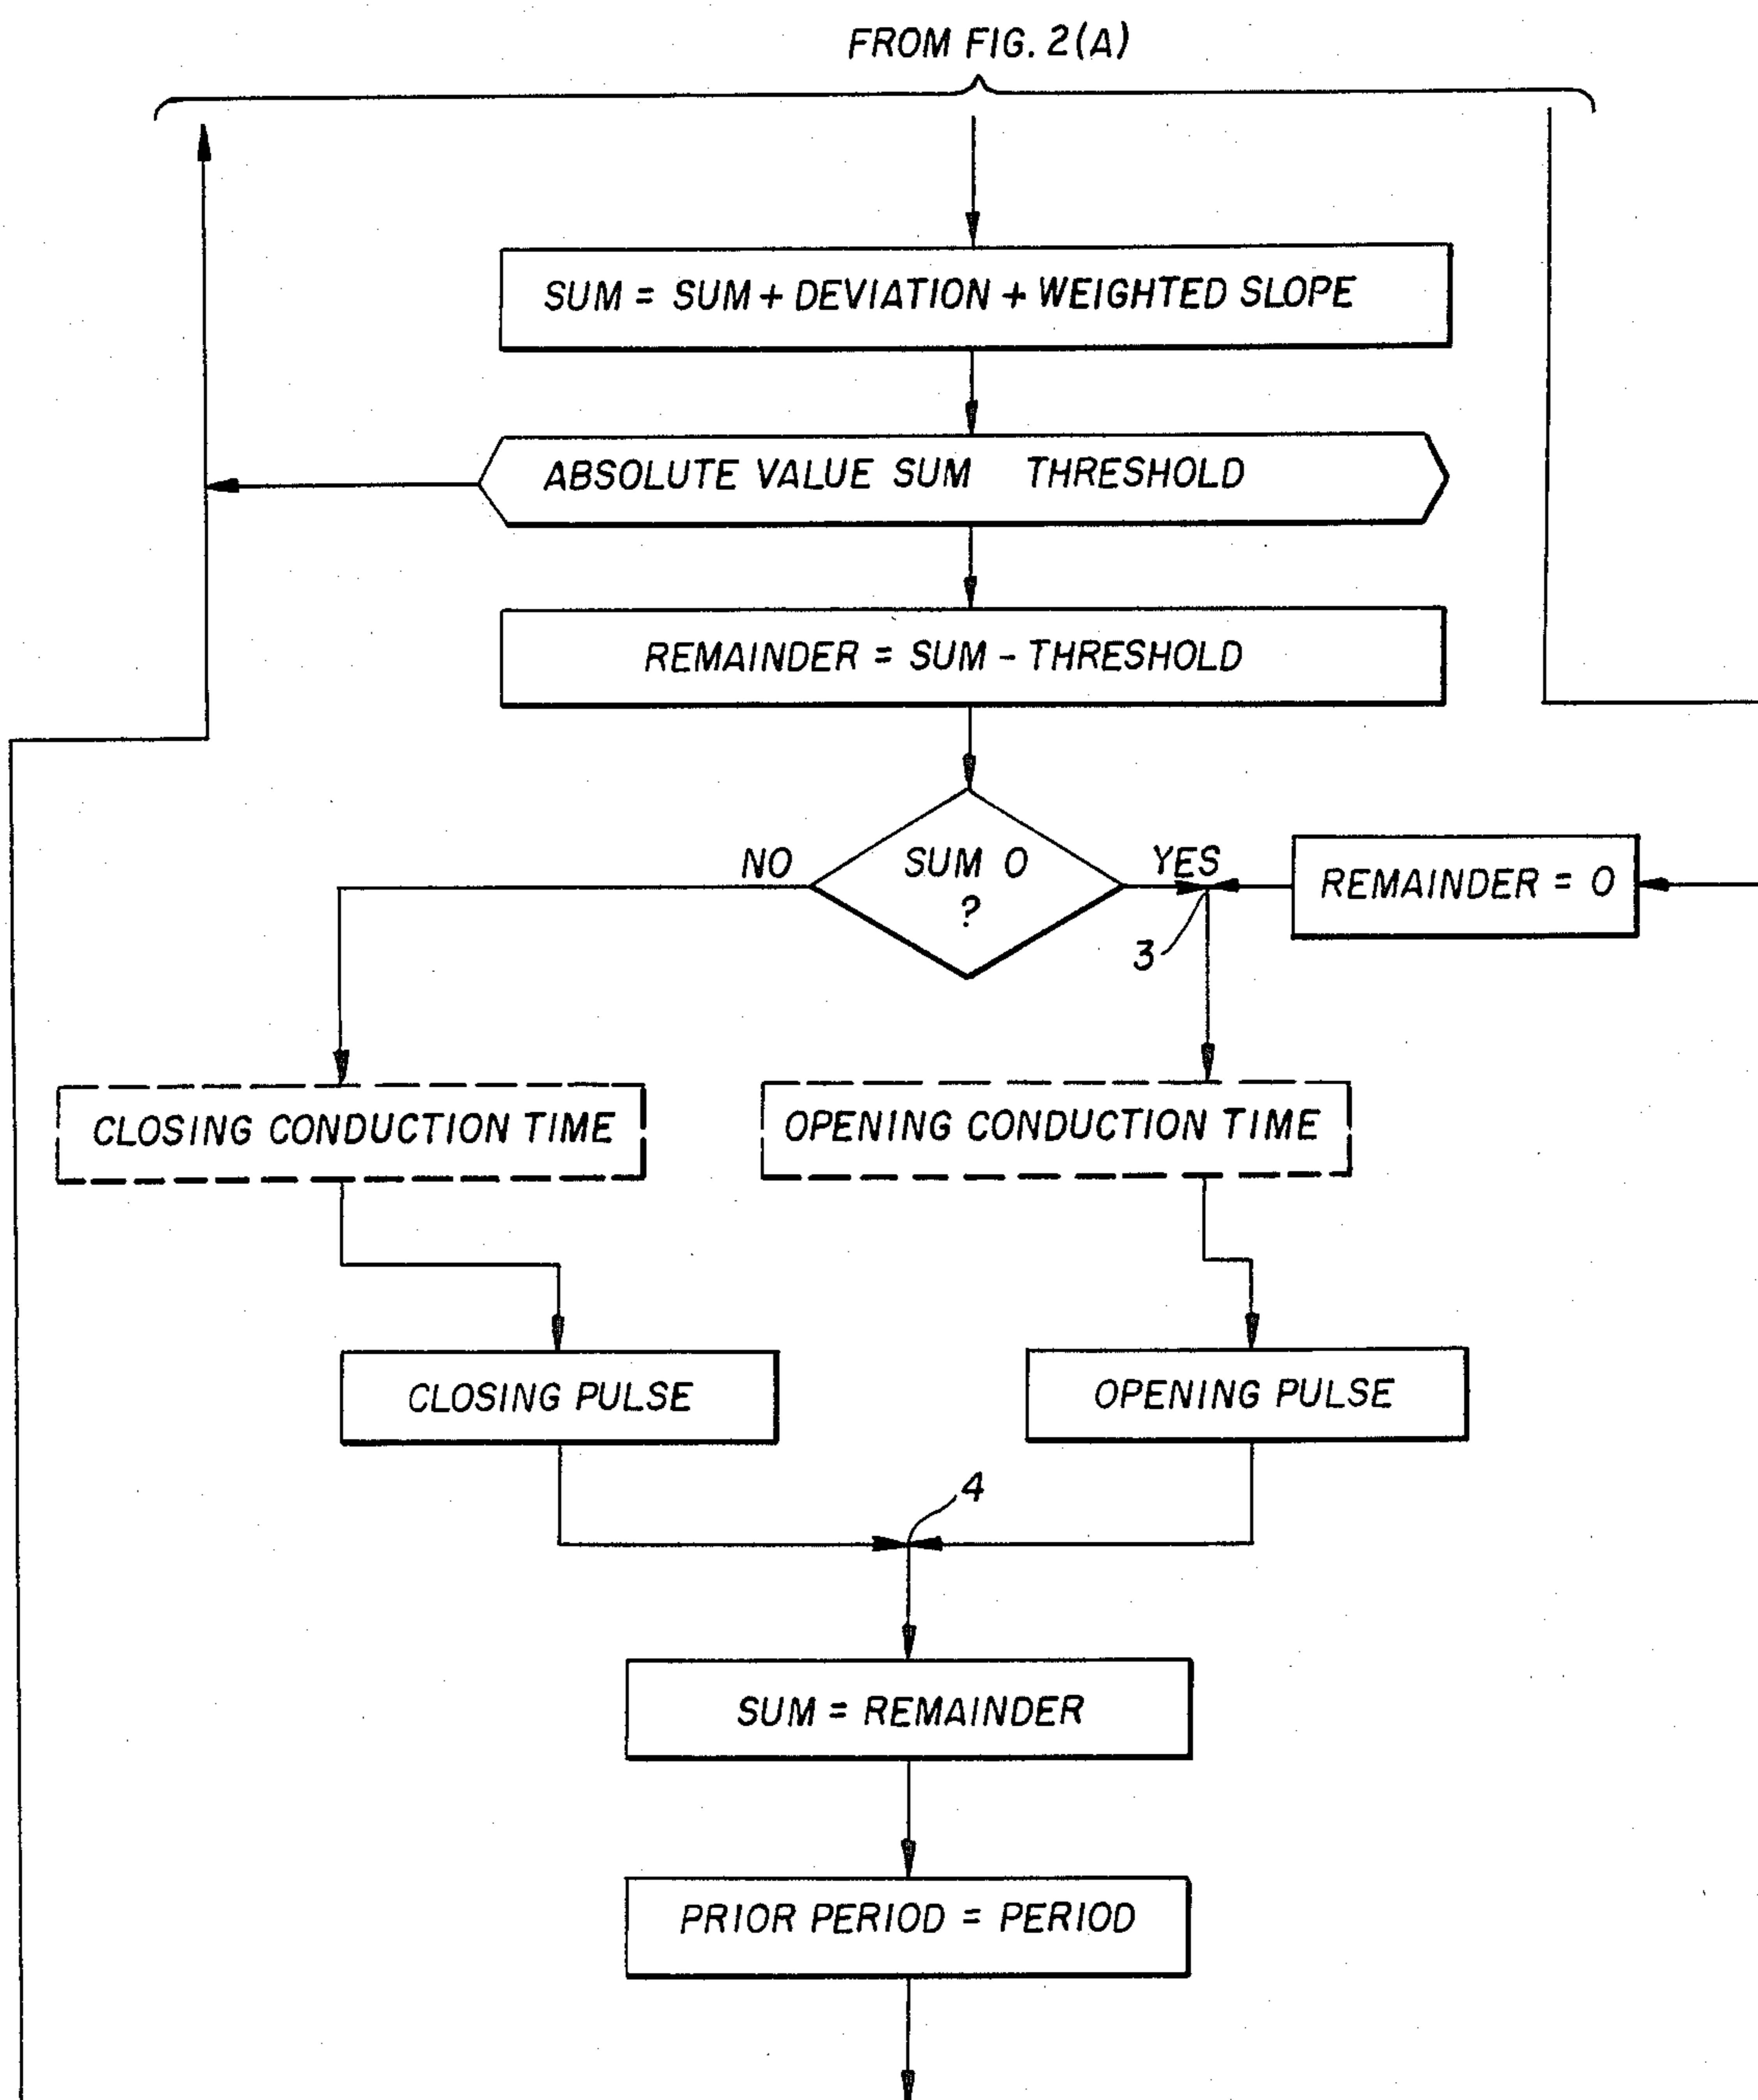 FROM FIG. 2(A)
SUM = SUM + DEVIATION + WEIGHTED SLOPE
ABSOLUTE VALUE SUM THRESHOLD
REMAINDER = SUM - THRESHOLD
NO
SUM 0
?
YES
REMAINDER = 0
3
CLOSING CONDUCTION TIME
OPENING CONDUCTION TIME
CLOSING PULSE
OPENING PULSE
4
SUM = REMAINDER
PRIOR PERIOD = PERIOD